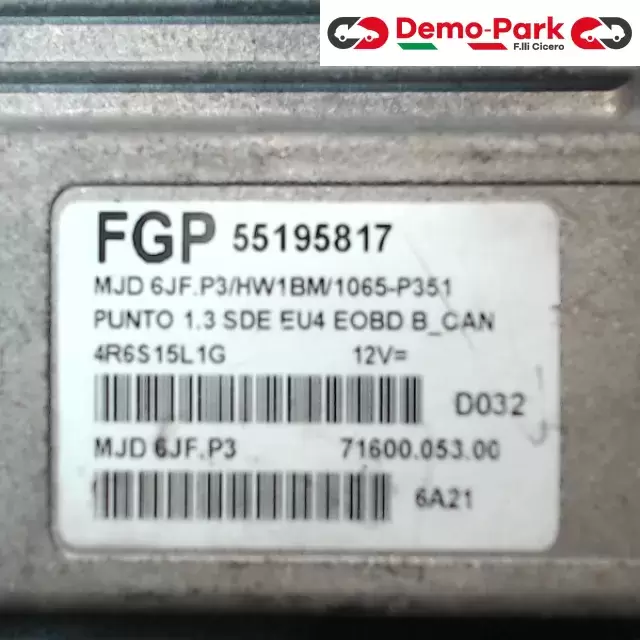 Demo-Park
F.lli Cicero
FGP 55195817
MJD 6JF.P3/HW1BM/1065-P351
PUNTO 1.3 SDE EU4 EOBD B_CAN
4R6S15L1G 12V=
D032
MJD 6JF.P3 71600.053.00
6A21